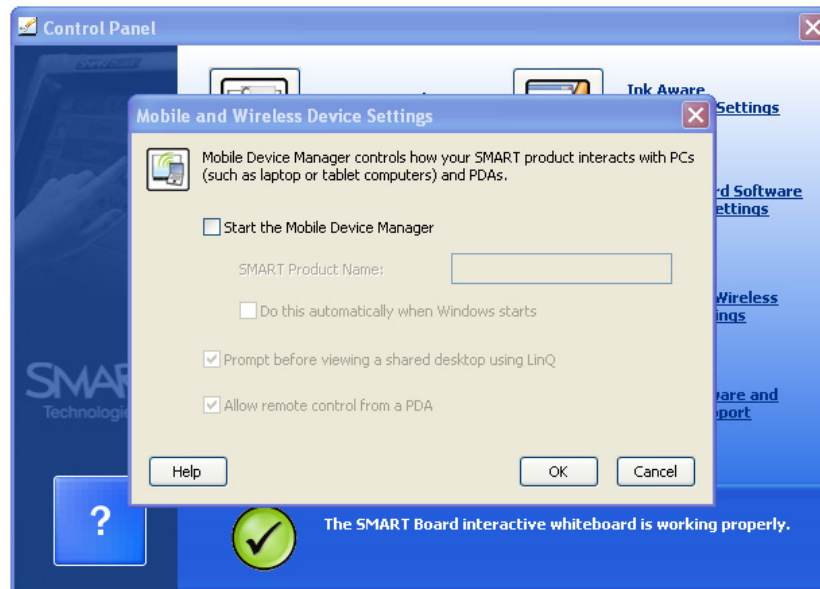 Control Panel
Ink Aware
Settings
Mobile and Wireless Device Settings
Mobile Device Manager controls how your SMART product interacts with PCs
(such as laptop or tablet computers) and PDAs.
rd Software
ettings
Start the Mobile Device Manager
SMART Product Name:
Do this automatically when Windows starts
Wireless
ings
Prompt before viewing a shared desktop using LinQ
SMAR
Technologie
Allow remote control from a PDA
ware and
pport
Help
OK
Cancel
?
The SMART Board interactive whiteboard is working properly.